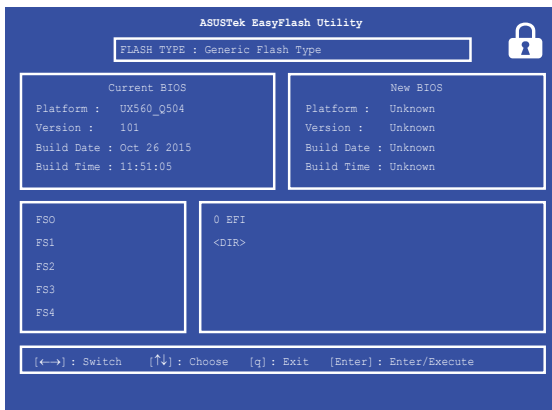 ASUSTek EasyFlash Utility
FLASH TYPE : Generic Flash Type
Current BIOS
Platform : UX560_Q504
Version : 101
Build Date : Oct 26 2015
Build Time : 11:51:05
New BIOS
Platform : Unknown
Version : Unknown
Build Date : Unknown
Build Time : Unknown
FSO
FS1
FS2
FS3
FS4
0 EFI
<DIR>
[←→] : Switch [↑↓] : Choose [q] : Exit [Enter] : Enter/Execute